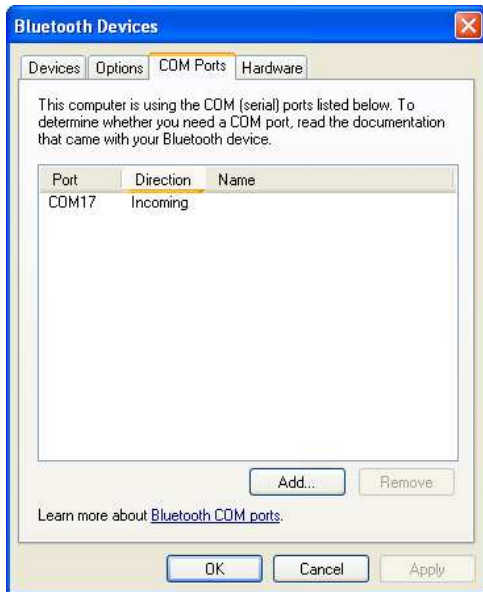 Bluetooth Devices
Devices Options COM Ports Hardware
This computer is using the COM (serial) ports listed below. To
determine whether you need a COM port, read the documentation
that came with your Bluetooth device.
Port Direction Name
COM17 Incoming
Add... Remove
Learn more about Bluetooth COM ports.
OK Cancel Apply